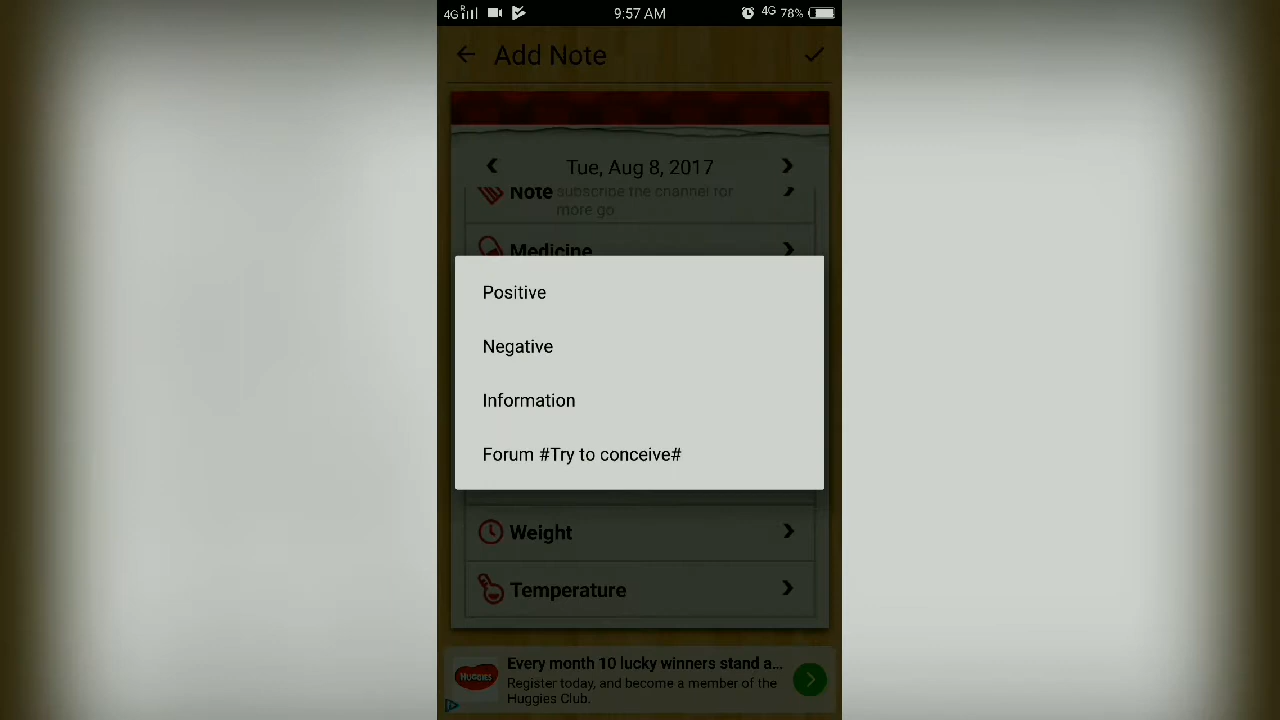 4G R 9:57 AM 4G 78%
Add Note
Tue, Aug 8, 2017
Note subscribe the channel for
more go
Medicine
Positive
Negative
Information
Forum #Try to conceive#
Weight
Temperature
Every month 10 lucky winners stand a...
HUGGIES Register today, and become a member of the
Huggies Club.